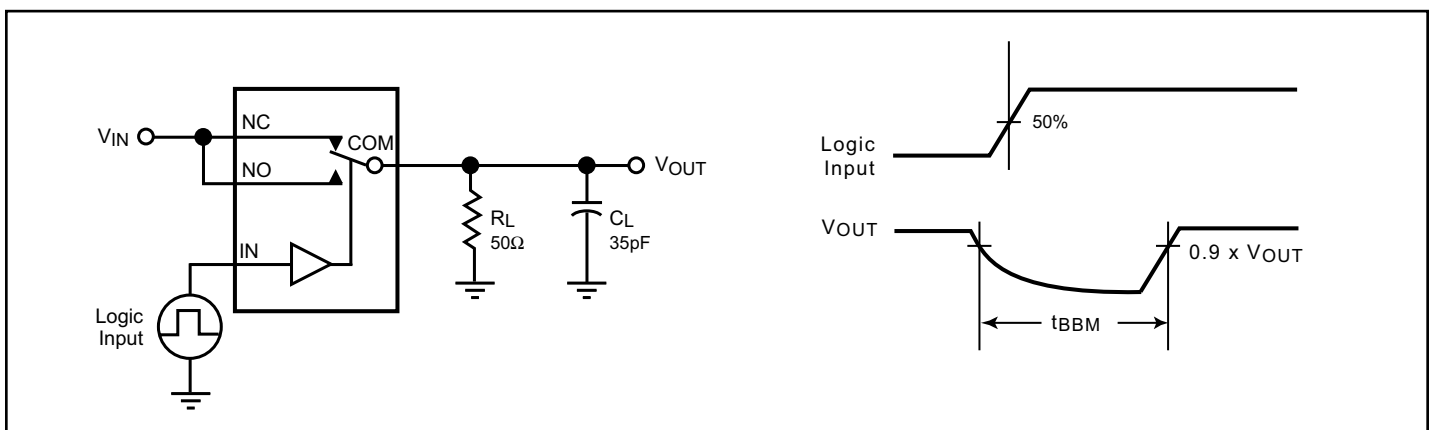 VIN
NC
COM
NO
VOUT
RL
50Ω
CL
35pF
IN
Logic
Input
Logic
Input
50%
VOUT
0.9 x VOUT
tBBM